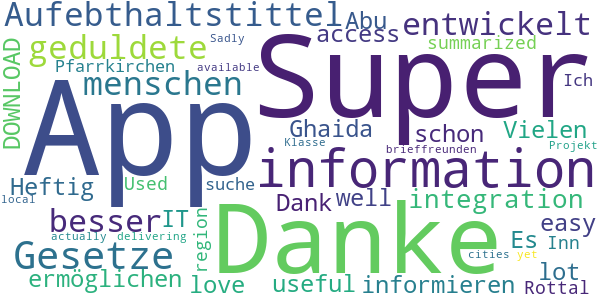 Aufebthaltstittel Abu entwickelt
geduldete Sadly access summarized
DOWNLOAD Pfarrkirchen menschen available Super Ich
App Ghaida schon Vielen
Klasse brieffreunden Projekt
Heftig Used suche information
local Dank well integration
besser IT Danke easy
actually delivering region Es Inn
Gesetze cities yet
ermöglichen love useful informieren lot Rottal